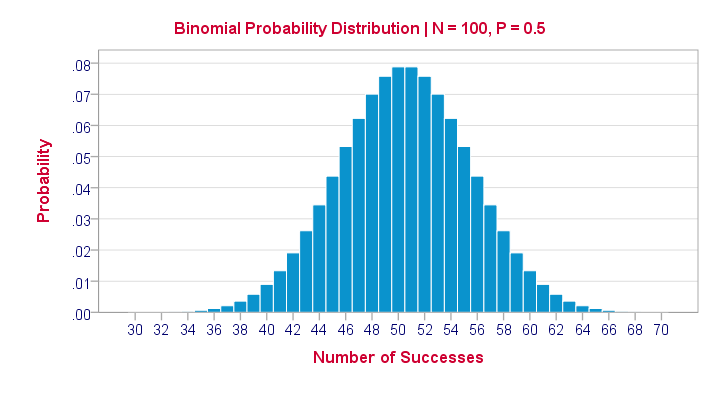 Binomial Probability Distribution | N = 100, P = 0.5
.08
.07
.06
.05
.04
.03
.02
.01
.00
Probability
30 32 34 36 38 40 42 44 46 48 50 52 54 56 58 60 62 64 66 68 70
Number of Successes